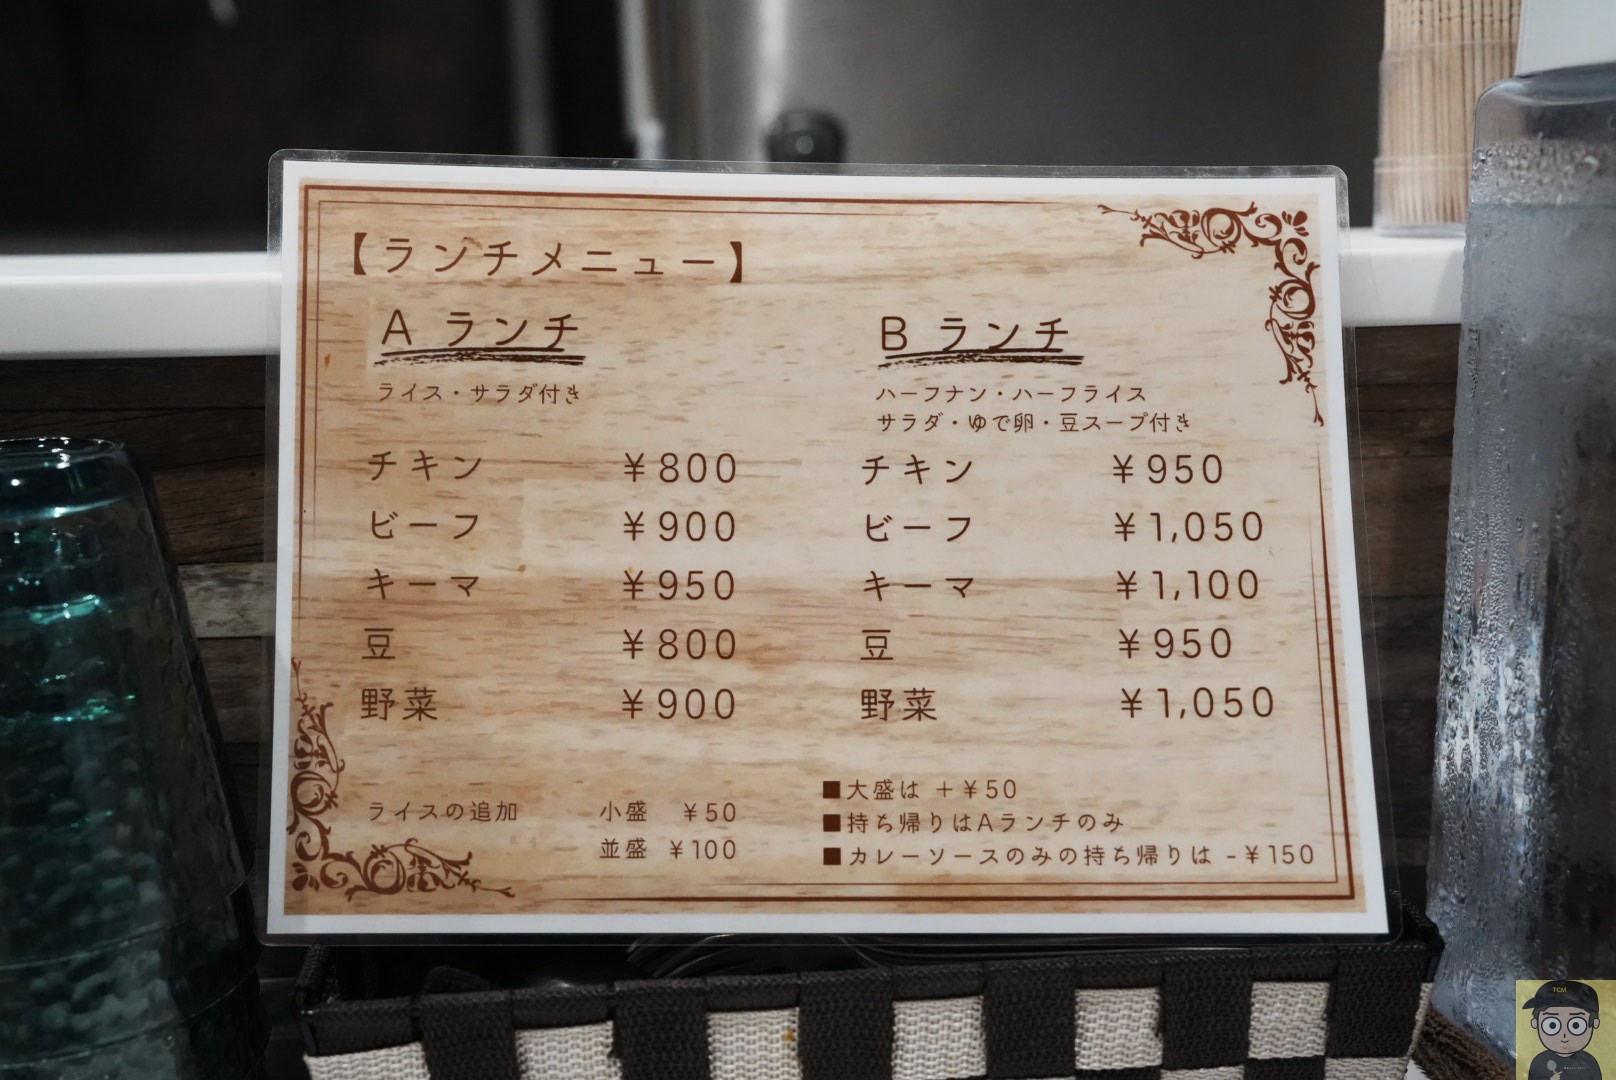 【ランチメニュー】
A ランチ
ライス・サラダ付き
チキン ¥800
ビーフ ¥900
キーマ ¥950
豆 ¥800
野菜 ¥900
ライスの追加 小盛 ¥50
並盛 ¥100
B ランチ
ハーフナン・ハーフライス
サラダ・ゆで卵・豆スープ付き
チキン ¥950
ビーフ ¥1,050
キーマ ¥1,100
豆 ¥950
野菜 ¥1,050
■大盛は +¥50
■持ち帰りはAランチのみ
■カレーソースのみの持ち帰りは -¥150
TCM